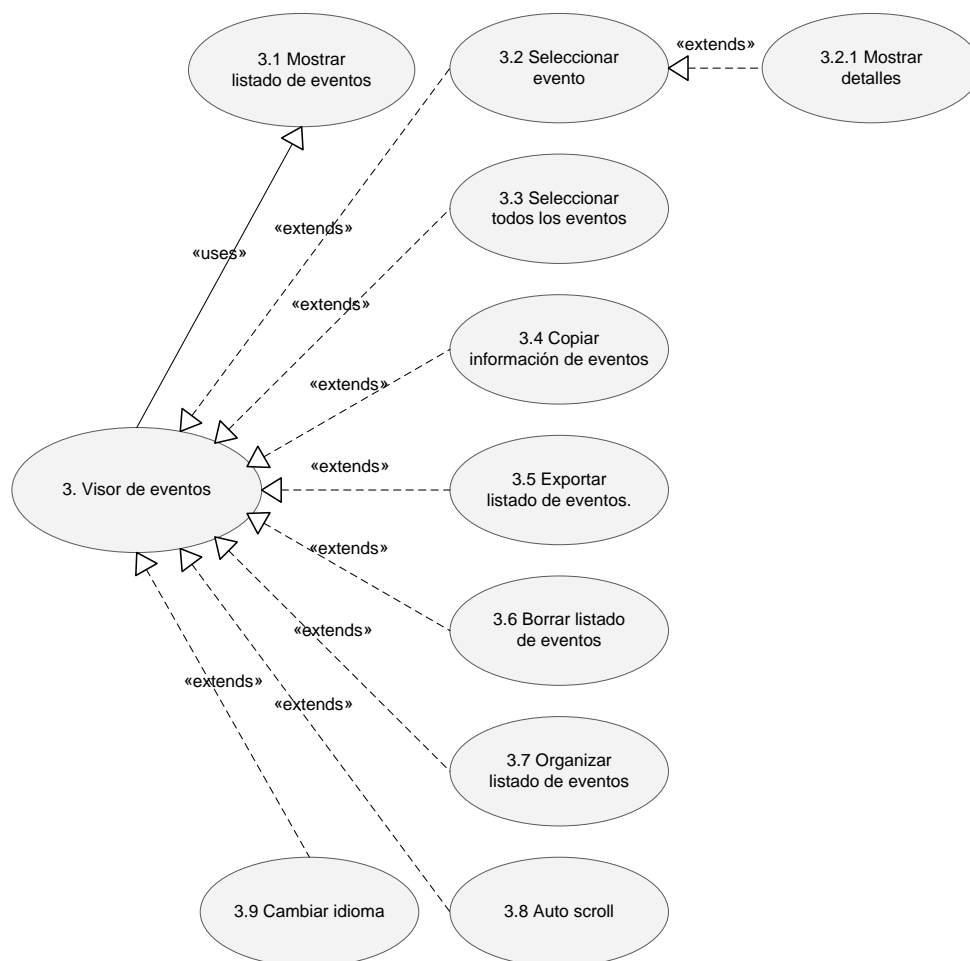 3.1 Mostrar
listado de eventos
3.2 Seleccionar
evento
«extends»
3.2.1 Mostrar
detalles
3.3 Seleccionar
todos los eventos
«extends»
«uses»
«extends»
3.4 Copiar
información de eventos
«extends»
3. Visor de eventos
«extends»
3.5 Exportar
listado de eventos.
«extends»
3.6 Borrar listado
de eventos
«extends»
«extends»
«extends»
3.7 Organizar
listado de eventos
3.9 Cambiar idioma
3.8 Auto scroll